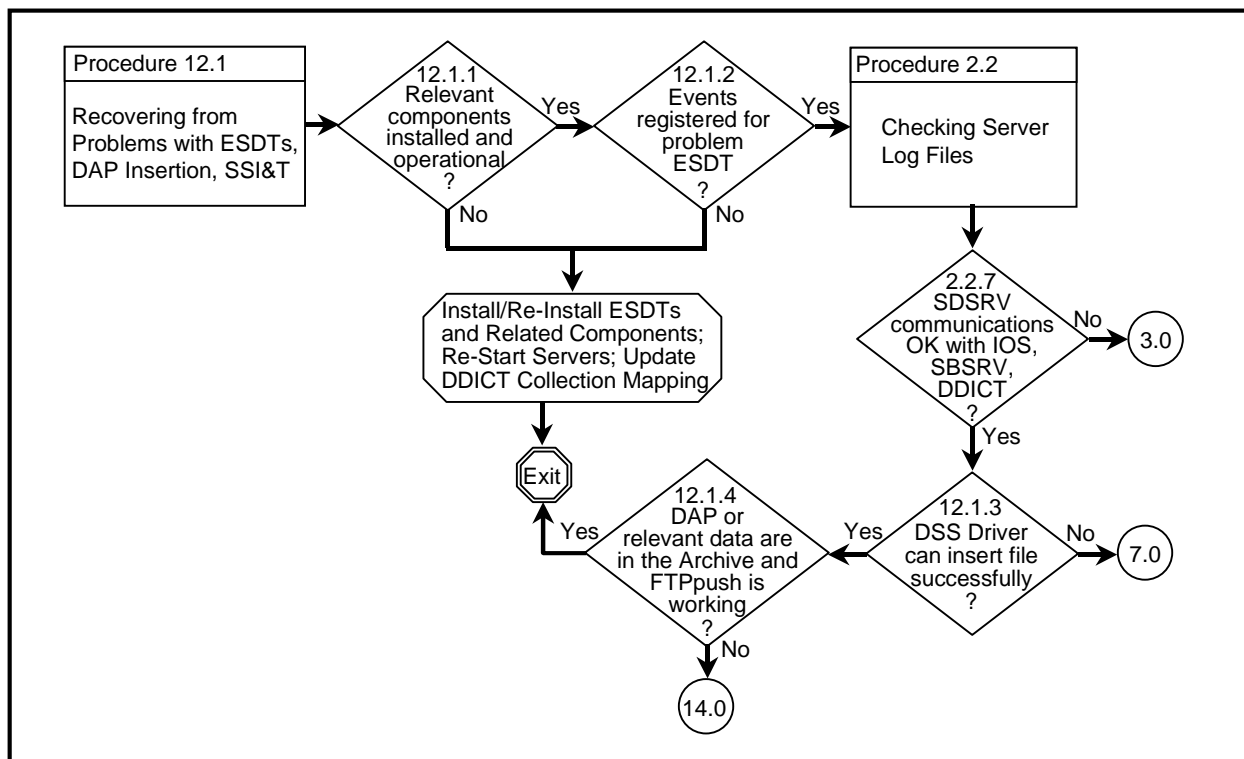 Procedure 12.1
Recovering from
Problems with ESDTs,
DAP Insertion, SSI&T
12.1.1
Relevant
components
installed and
operational
?
Yes
No
12.1.2
Events
registered for
problem
ESDT
?
Yes
No
Procedure 2.2
Checking Server
Log Files
Install/Re-Install ESDTs
and Related Components;
Re-Start Servers; Update
DDICT Collection Mapping
Exit
2.2.7
SDSRV
communications
OK with IOS,
SBSRV,
DDICT
?
No
3.0
Yes
12.1.3
DSS Driver
can insert file
successfully
?
No
7.0
Yes
12.1.4
DAP or
relevant data are
in the Archive and
FTPpush is
working
?
Yes
No
14.0